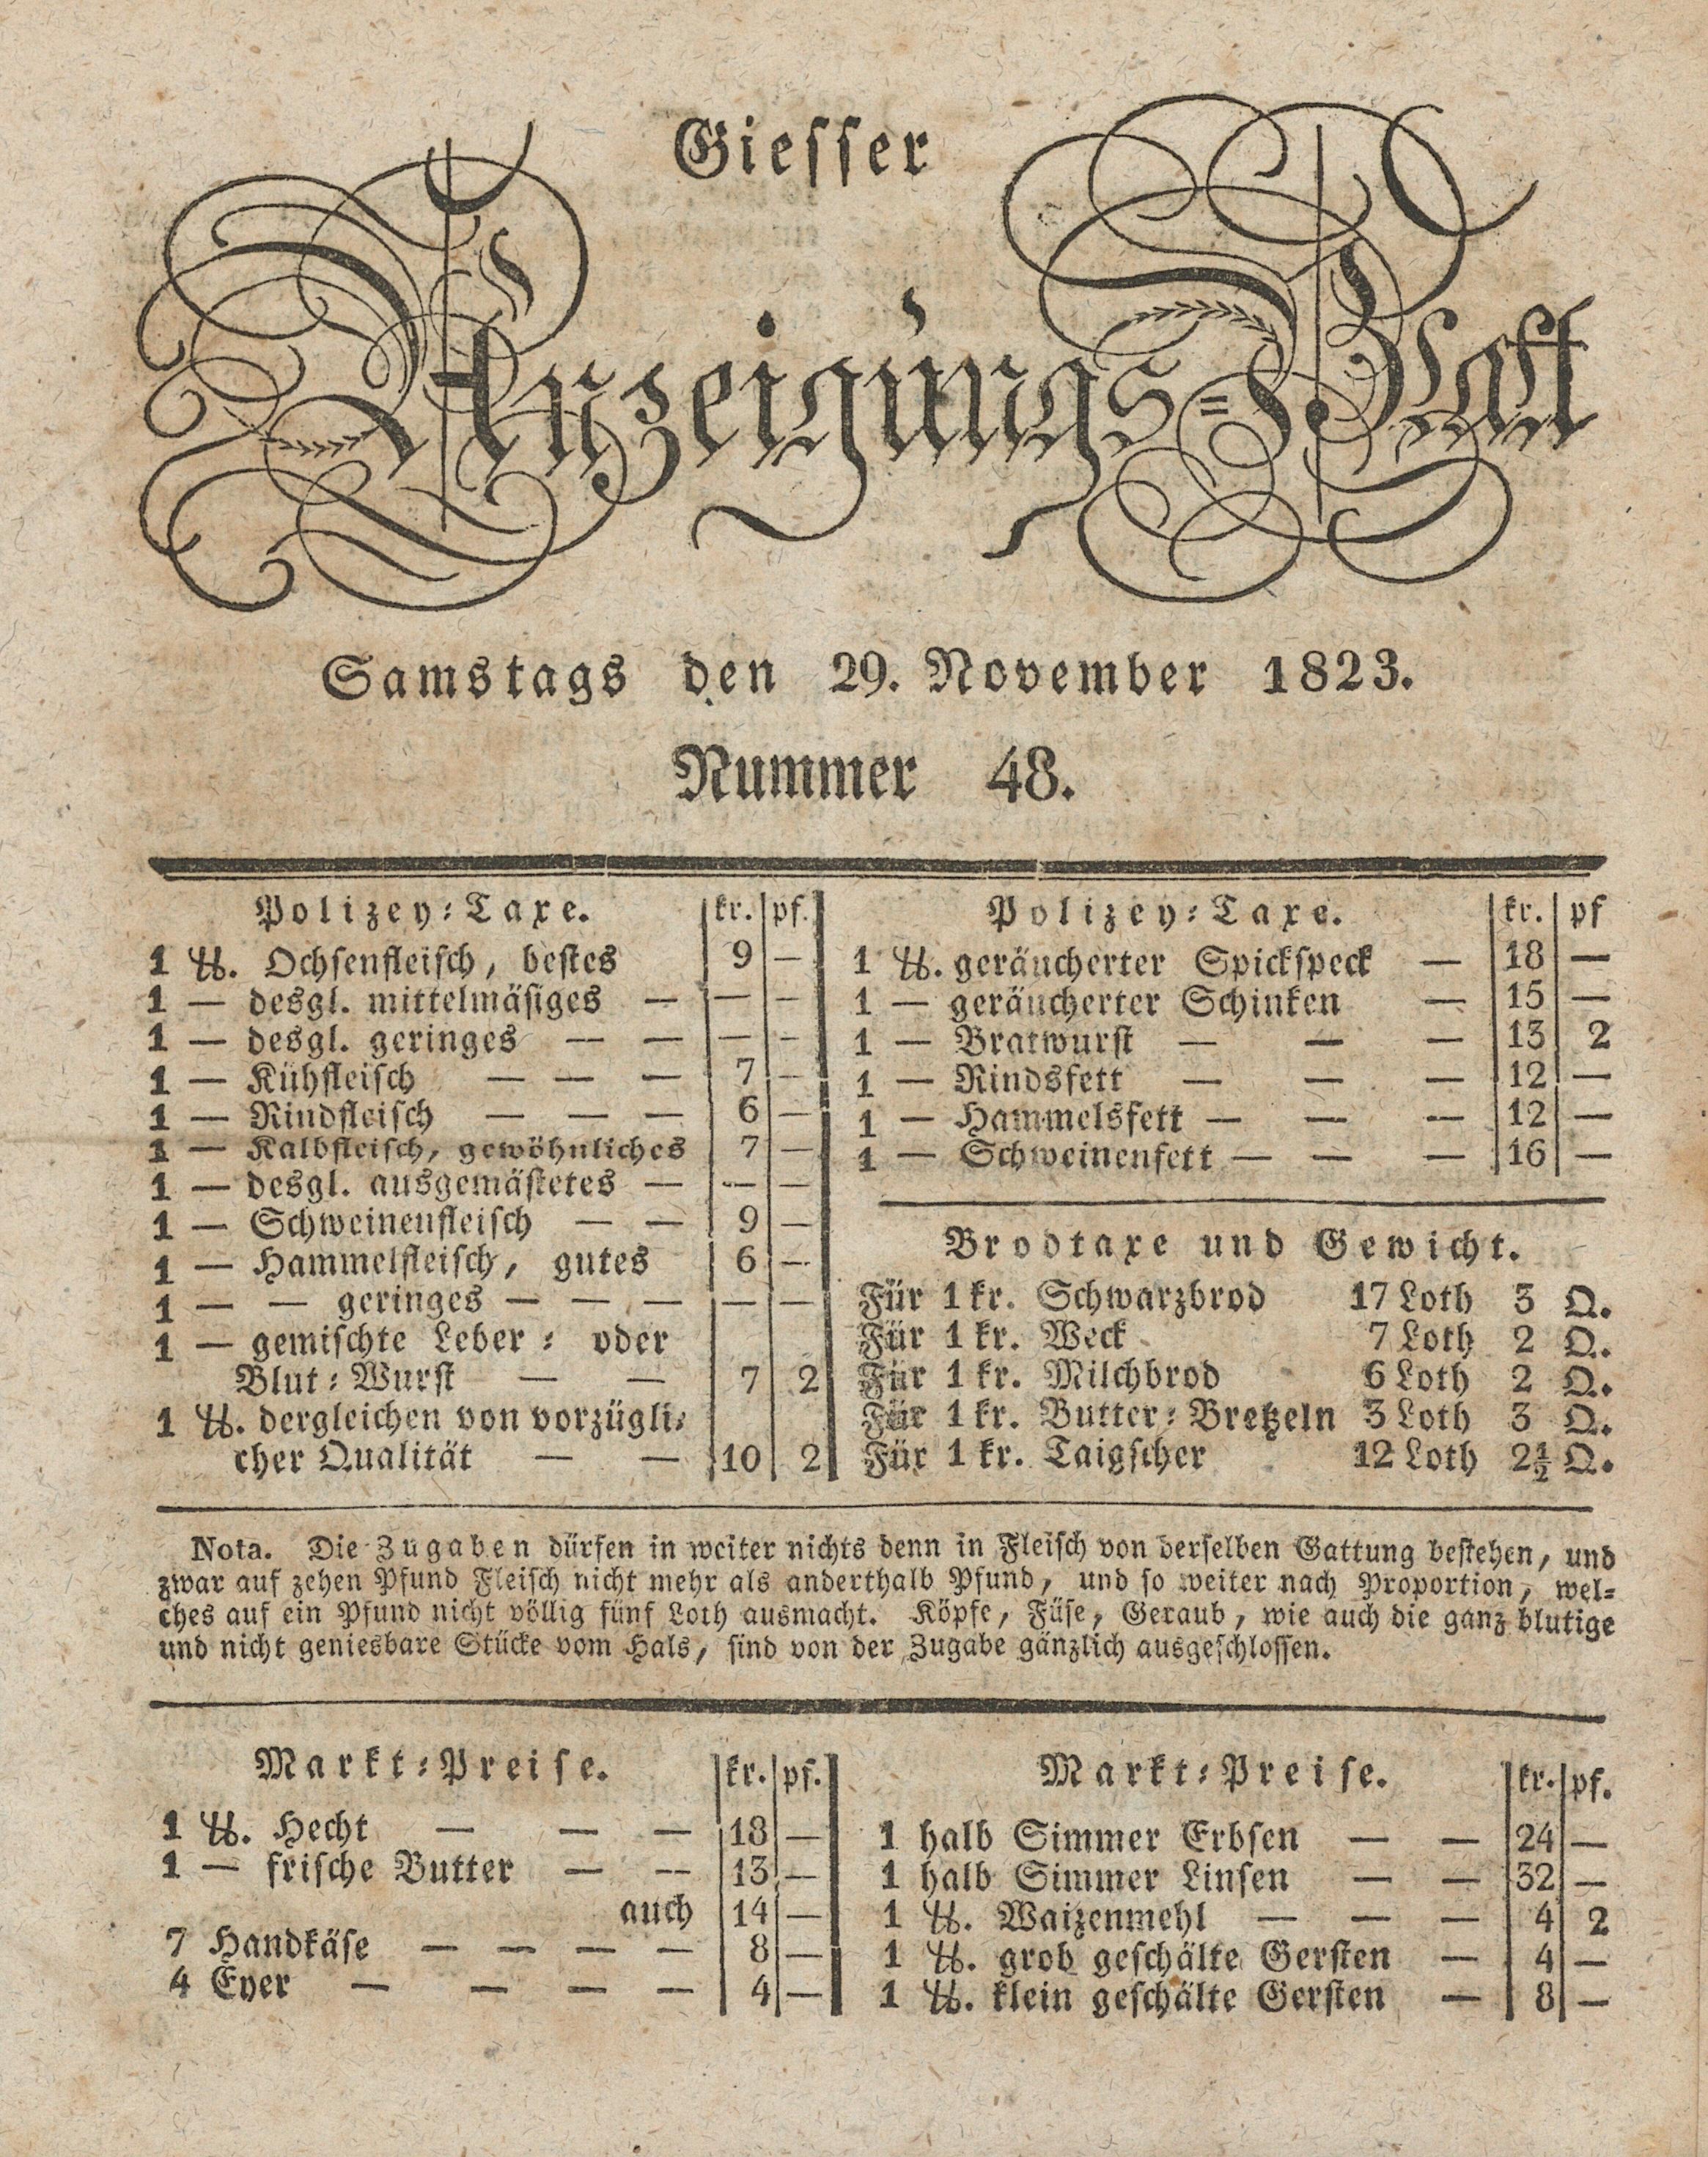 Giesser
Anzeigungs-Blatt
Samstags den 29. November 1823.
Nummer 48.
Polizey-Taxe. kr. pf.
1 ℔. Ochsenfleisch, bestes 9 —
1 — desgl. mittelmäsiges — — —
1 — desgl. geringes — — — —
1 — Kühfleisch — — — 7 —
1 — Rindfleisch — — — 6 —
1 — Kalbfleisch, gewöhnliches 7 —
1 — desgl. ausgemästetes — — —
1 — Schweinenfleisch — — 9 —
1 — Hammelfleisch, gutes 6 —
1 — — geringes — — — — —
1 — gemischte Leber- oder
Blut-Wurst — — 7 2
1 ℔. dergleichen von vorzügli-
cher Qualität — — 10 2
Polizey-Taxe. kr. pf
1 ℔. geräucherter Spickspeck — 18 —
1 — geräucherter Schinken — 15 —
1 — Bratwurst — — — 13 2
1 — Rindsfett — — — 12 —
1 — Hammelsfett — — — 12 —
1 — Schweinenfett — — — 16 —
Brodtaxe und Gewicht.
Für 1 kr. Schwarzbrod 17 Loth 3 Q.
Für 1 kr. Weck 7 Loth 2 Q.
Für 1 kr. Milchbrod 6 Loth 2 Q.
Für 1 kr. Butter-Bretzeln 3 Loth 3 Q.
Für 1 kr. Taigscher 12 Loth 2½ Q.
Nota. Die Zugaben dürfen in weiter nichts denn in Fleisch von derselben Gattung bestehen, und
zwar auf zehen Pfund Fleisch nicht mehr als anderthalb Pfund, und so weiter nach Proportion, wel-
ches auf ein Pfund nicht völlig fünf Loth ausmacht. Köpfe, Füse, Geraub, wie auch die ganz blutige
und nicht geniesbare Stücke vom Hals, sind von der Zugabe gänzlich ausgeschlossen.
Markt-Preise. kr. pf.
1 ℔. Hecht — — — 18 —
1 — frische Butter — — 13 —
auch 14 —
7 Handkäse — — — — 8 —
4 Eyer — — — — 4 —
Markt-Preise. kr. pf.
1 halb Simmer Erbsen — — 24 —
1 halb Simmer Linsen — — 32 —
1 ℔. Waizenmehl — — — 4 2
1 ℔. grob geschälte Gersten — 4 —
1 ℔. klein geschälte Gersten — 8 —